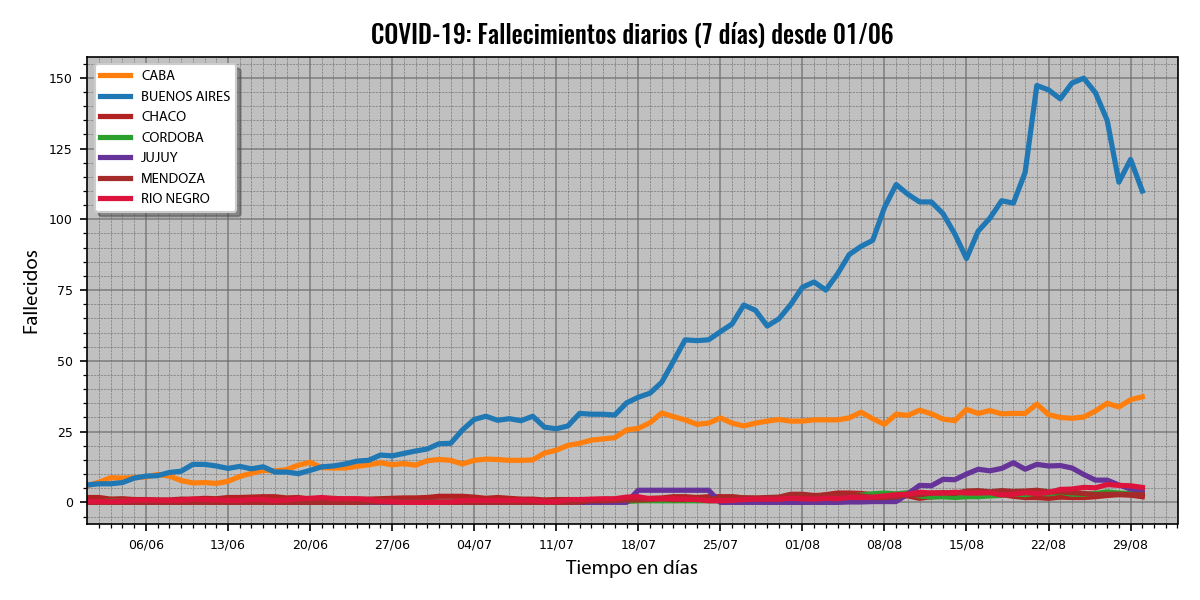 COVID-19: Fallecimientos diarios (7 días) desde 01/06
CABA
BUENOS AIRES
CHACO
CORDOBA
JUJUY
MENDOZA
RIO NEGRO
150
125
100
75
50
25
0
Fallecidos
06/06 13/06 20/06 27/06 04/07 11/07 18/07 25/07 01/08 08/08 15/08 22/08 29/08
Tiempo en días